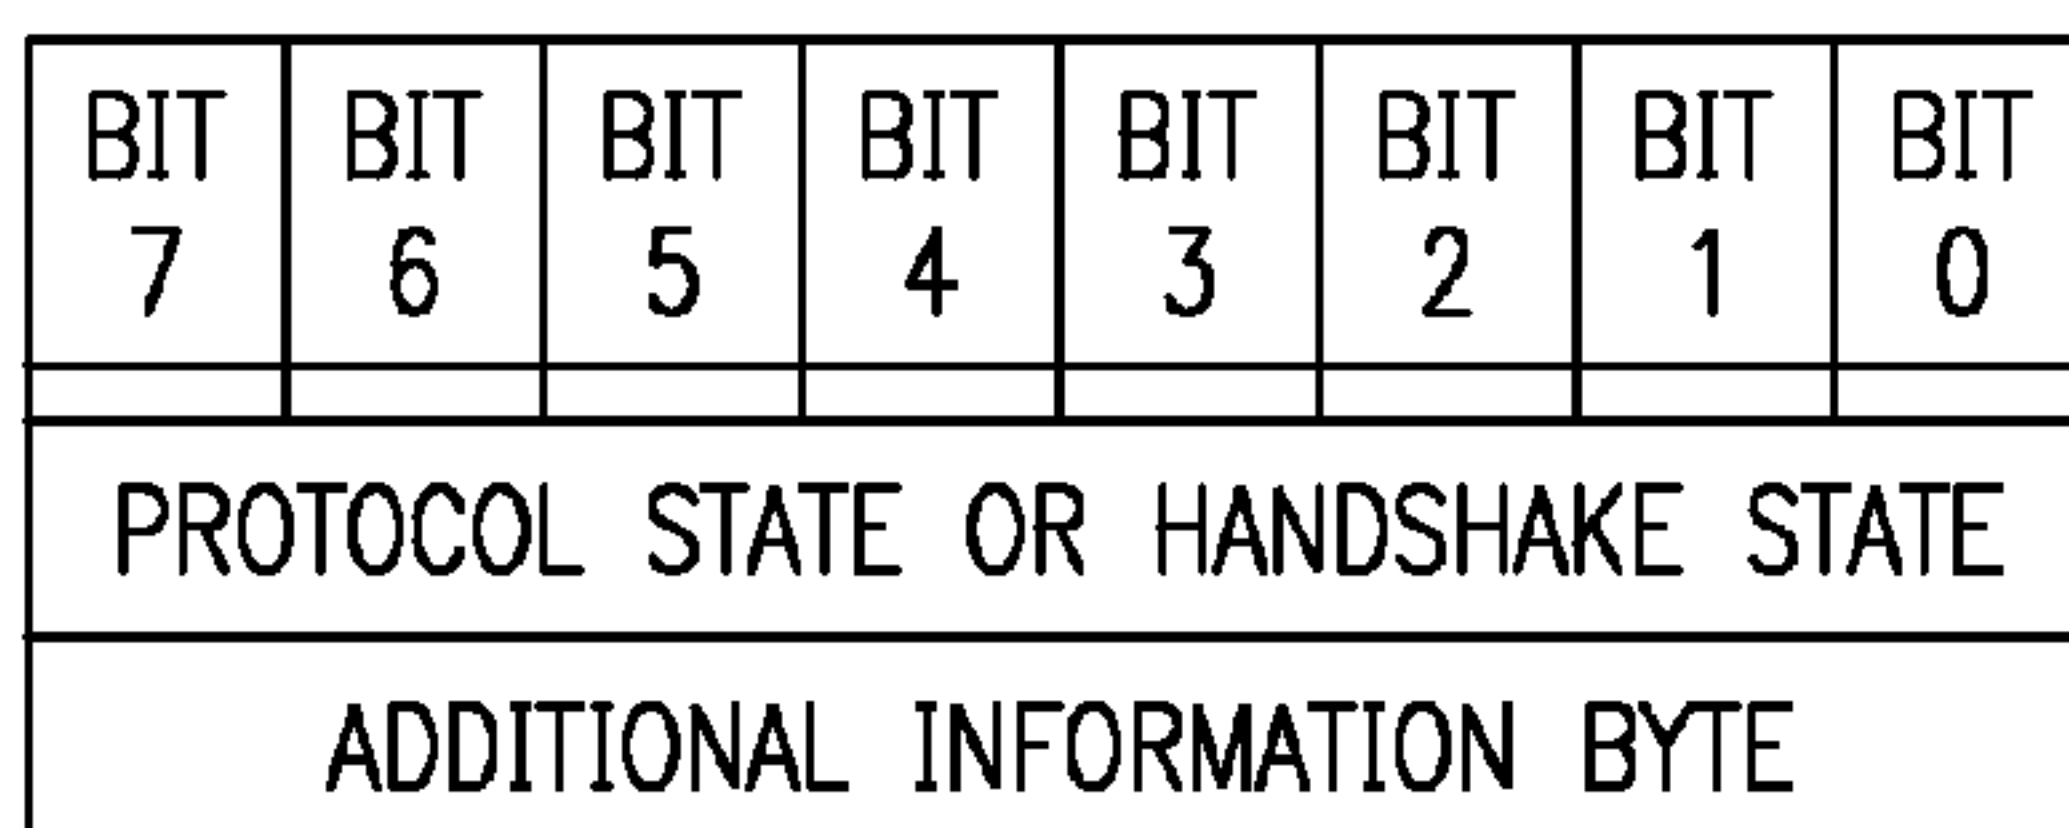 BIT BIT BIT BIT BIT BIT BIT BIT
7 6 5 4 3 2 1 0
PROTOCOL STATE OR HANDSHAKE STATE
ADDITIONAL INFORMATION BYTE